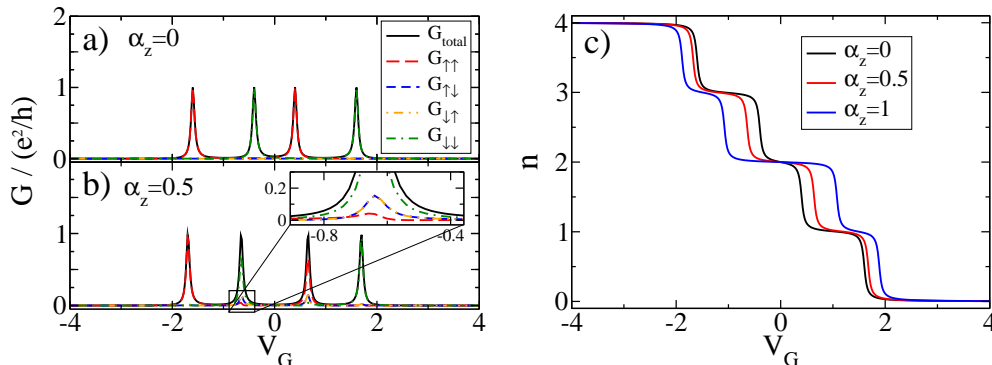 a) α_z=0
G_total
G_↑↑
G_↑↓
G_↓↑
G_↓↓
2
1
0
G / (e²/h)
b) α_z=0.5
0.2
0
-0.8 -0.4
2
1
0
-4 -2 0 2 4
V_G
c)
α_z=0
α_z=0.5
α_z=1
4
3
2
1
0
n
-4 -2 0 2 4
V_G